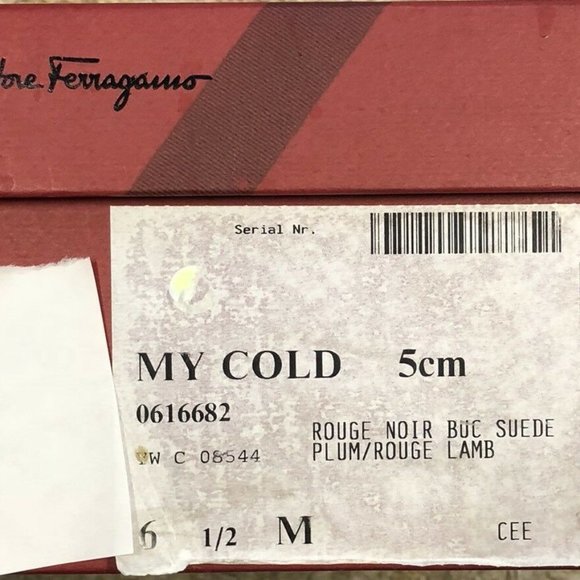 ore Ferragamo
Serial Nr.
MY COLD 5cm
0616682
ROUGE NOIR BUC SUEDE
W C 08544 PLUM/ROUGE LAMB
6 1/2 M CEE